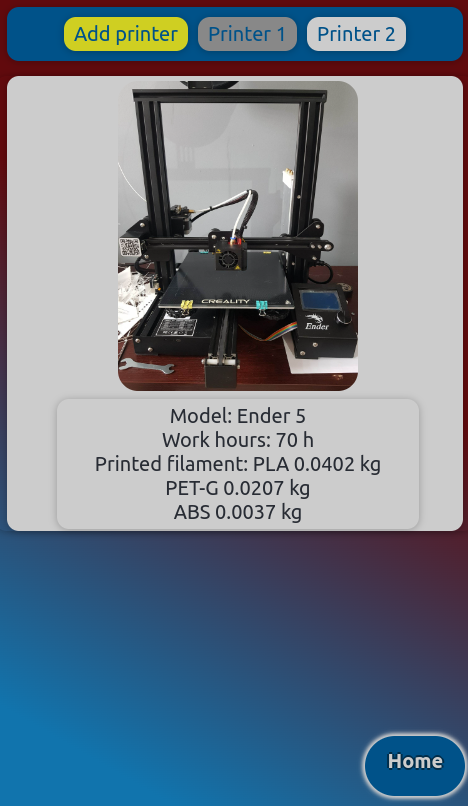 Add printer
Printer 1
Printer 2
CREALITY
Ender
Model: Ender 5
Work hours: 70 h
Printed filament: PLA 0.0402 kg
PET-G 0.0207 kg
ABS 0.0037 kg
Home